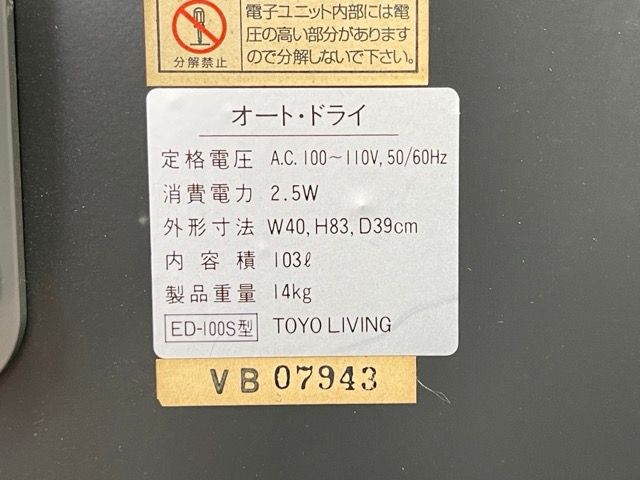 電子ユニット内部には電
圧の高い部分があります
ので分解しないで下さい。
分解禁止
オート・ドライ
定格電圧 A.C. 100～110V, 50/60Hz
消費電力 2.5W
外形寸法 W40, H83, D39cm
内容積 103ℓ
製品重量 14kg
ED-100S型 TOYO LIVING
VB 07943